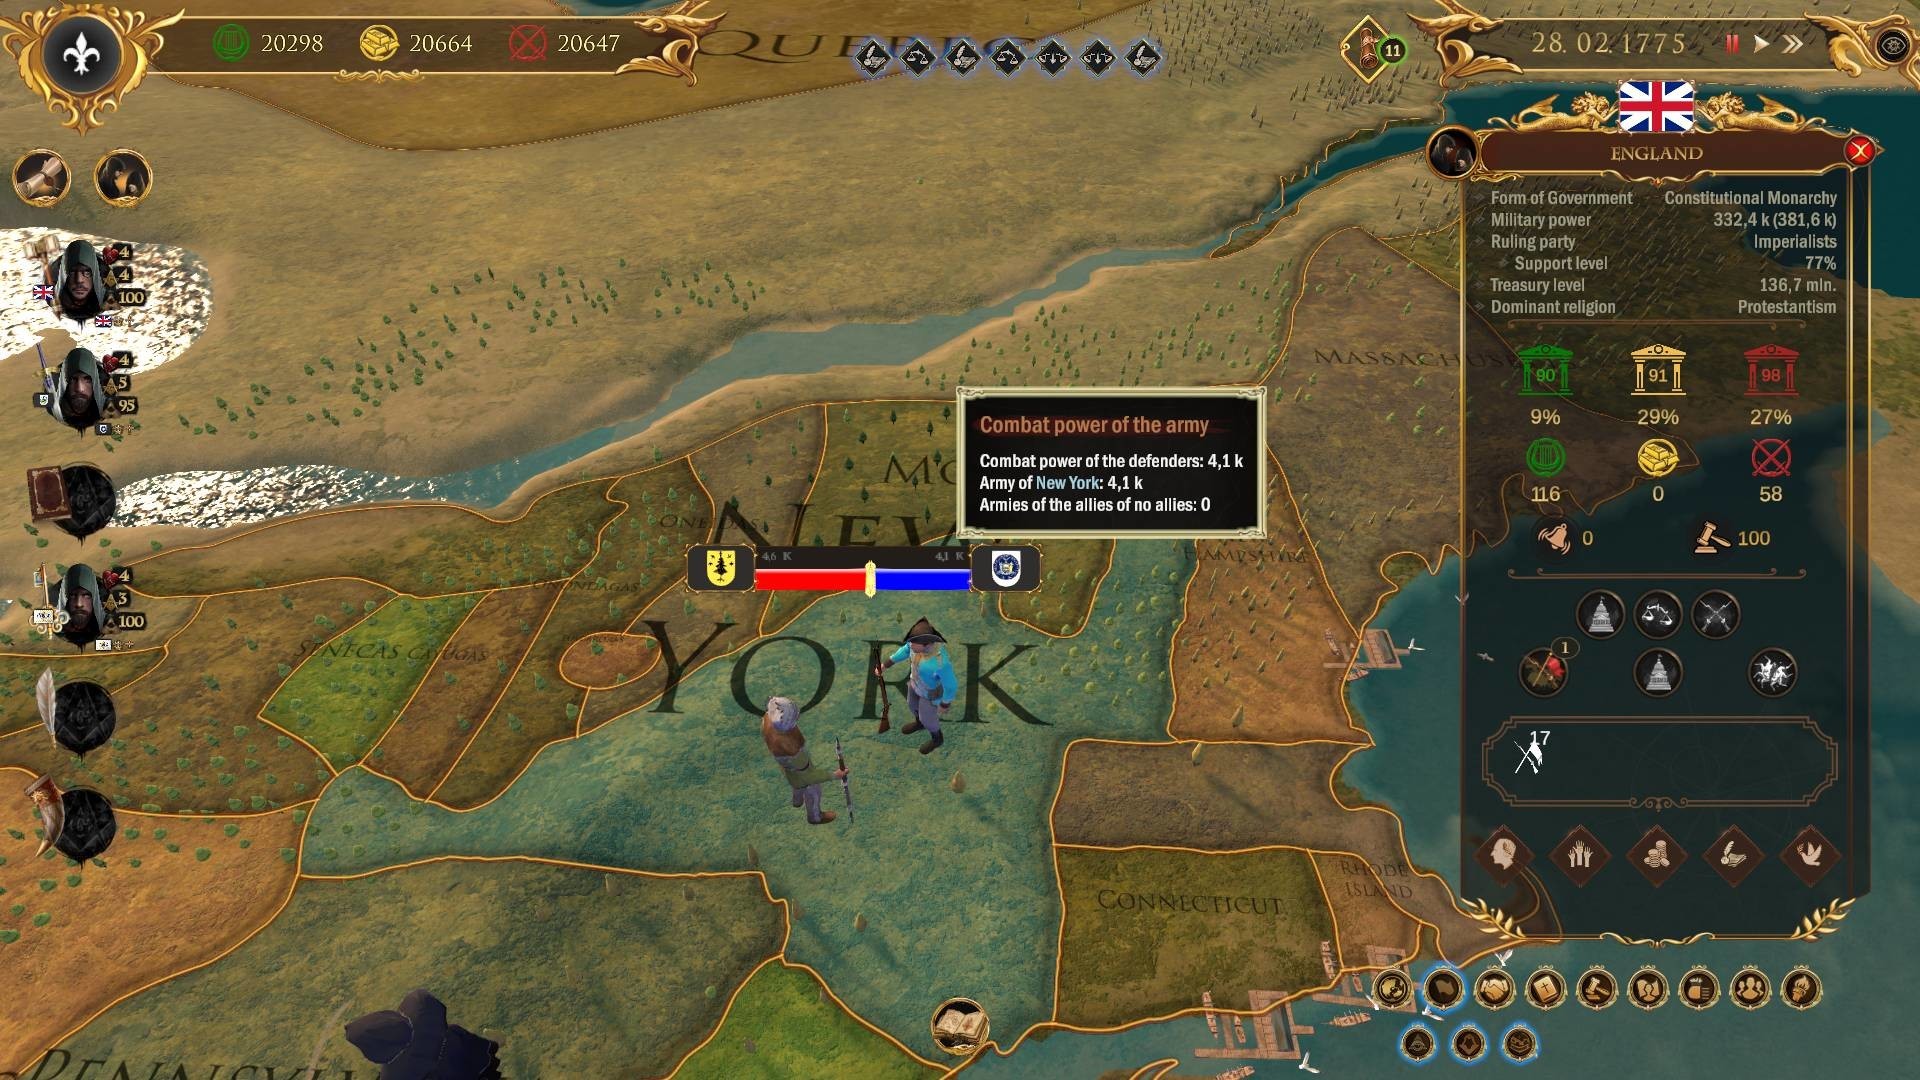 20298
20664
20647
QUEBEC
11
28. 02. 1775
ENGLAND
Form of Government Constitutional Monarchy
Military power 332,4 k (381,6 k)
Ruling party Imperialists
Support level 77%
Treasury level 136,7 mln.
Dominant religion Protestantism
90 91 98
9% 29% 27%
116 0 58
0 100
1
17
4
4
100
4
5
95
4
3
100
Combat power of the army
Combat power of the defenders: 4,1 k
Army of New York: 4,1 k
Armies of the allies of no allies: 0
4,6 K
4,1 K
NEW
YORK
SENECAS CAYUGAS
HAMPSHIRE
CONNECTICUT
RHODE
ISLAND